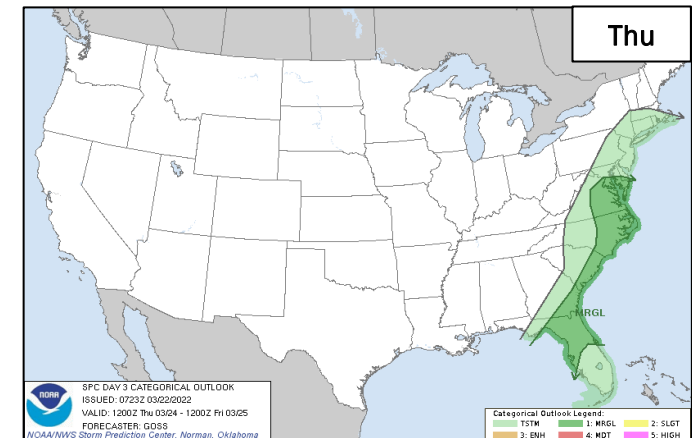 Thu
MRGL
NOAA
SPC DAY 3 CATEGORICAL OUTLOOK
ISSUED: 0723Z 03/22/2022
VALID: 1200Z Thu 03/24 - 1200Z Fri 03/25
FORECASTER: GOSS
NOAA/NWS Storm Prediction Center, Norman, Oklahoma
Categorical Outlook Legend:
TSTM 1: MRGL 2: SLGT
3: ENH 4: MDT 5: HIGH